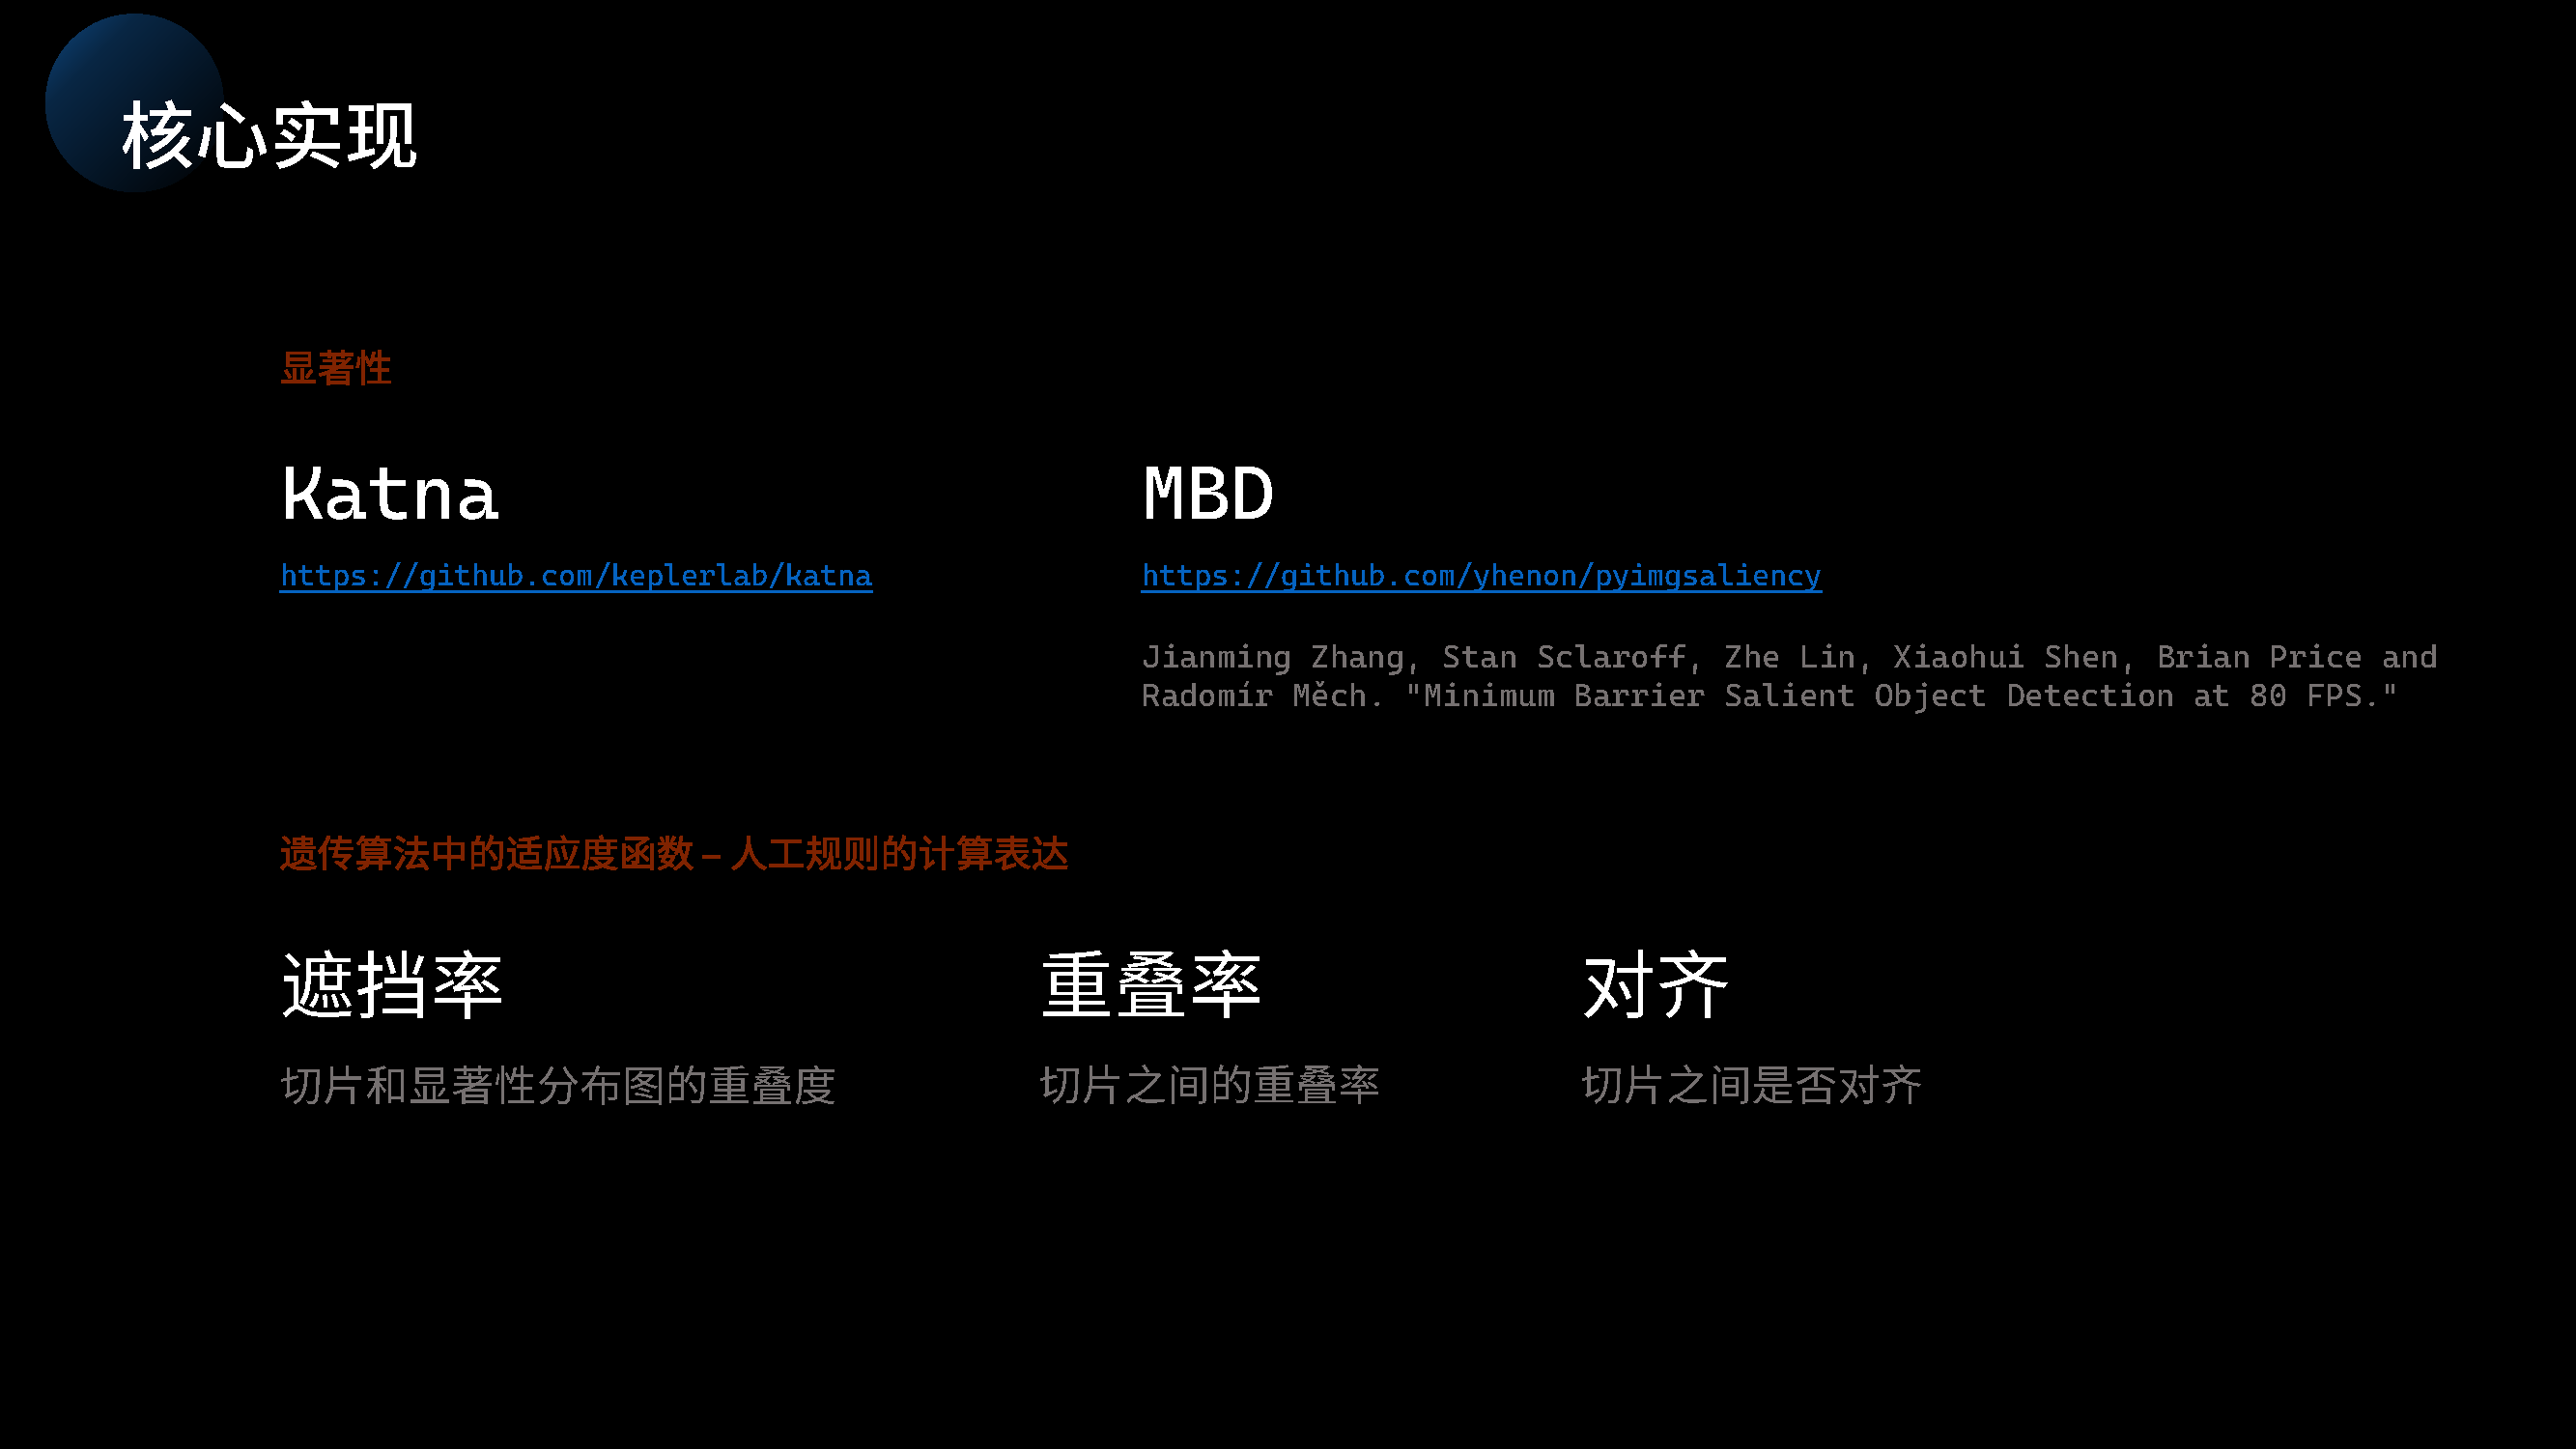 核心实现
显著性
Katna
https://github.com/keplerlab/katna
MBD
https://github.com/yhenon/pyimgsaliency
Jianming Zhang, Stan Sclaroff, Zhe Lin, Xiaohui Shen, Brian Price and
Radomír Měch. "Minimum Barrier Salient Object Detection at 80 FPS."
遗传算法中的适应度函数 – 人工规则的计算表达
遮挡率
切片和显著性分布图的重叠度
重叠率
切片之间的重叠率
对齐
切片之间是否对齐